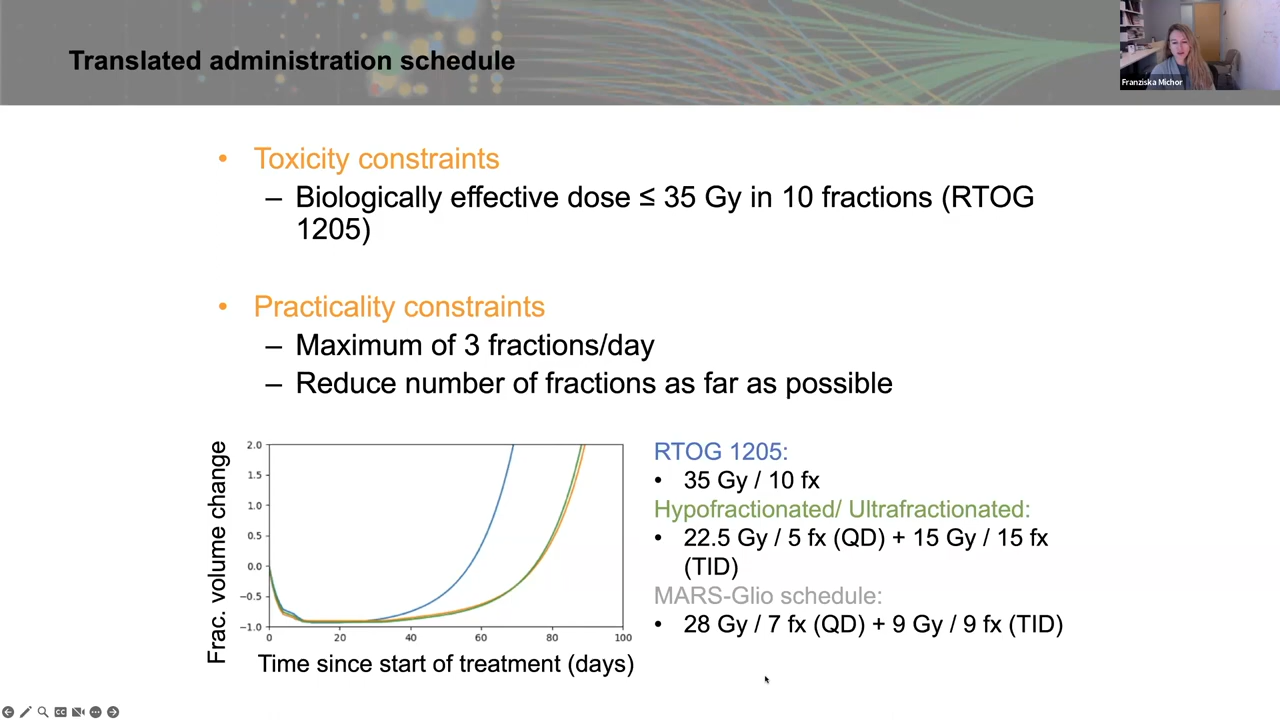 Translated administration schedule
Franziska Michor
• Toxicity constraints
– Biologically effective dose ≤ 35 Gy in 10 fractions (RTOG
1205)
• Practicality constraints
– Maximum of 3 fractions/day
– Reduce number of fractions as far as possible
Frac. volume change
2.0
1.5
1.0
0.5
0.0
−0.5
−1.0
0 20 40 60 80 100
Time since start of treatment (days)
RTOG 1205:
• 35 Gy / 10 fx
Hypofractionated/ Ultrafractionated:
• 22.5 Gy / 5 fx (QD) + 15 Gy / 15 fx
(TID)
MARS-Glio schedule:
• 28 Gy / 7 fx (QD) + 9 Gy / 9 fx (TID)
CC